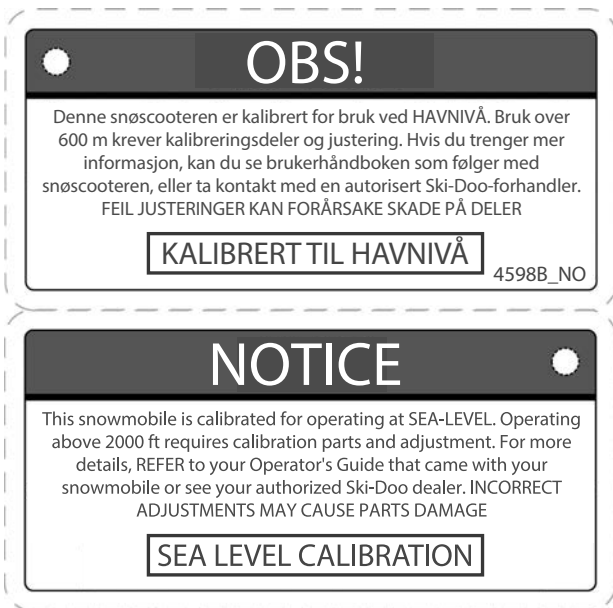 OBS!
Denne snøscooteren er kalibrert for bruk ved HAVNIVÅ. Bruk over
600 m krever kalibreringsdeler og justering. Hvis du trenger mer
informasjon, kan du se brukerhåndboken som følger med
snøscooteren, eller ta kontakt med en autorisert Ski-Doo-forhandler.
FEIL JUSTERINGER KAN FORÅRSAKE SKADE PÅ DELER
KALIBRERT TIL HAVNIVÅ
4598B_NO
NOTICE
This snowmobile is calibrated for operating at SEA-LEVEL. Operating
above 2000 ft requires calibration parts and adjustment. For more
details, REFER to your Operator's Guide that came with your
snowmobile or see your authorized Ski-Doo dealer. INCORRECT
ADJUSTMENTS MAY CAUSE PARTS DAMAGE
SEA LEVEL CALIBRATION